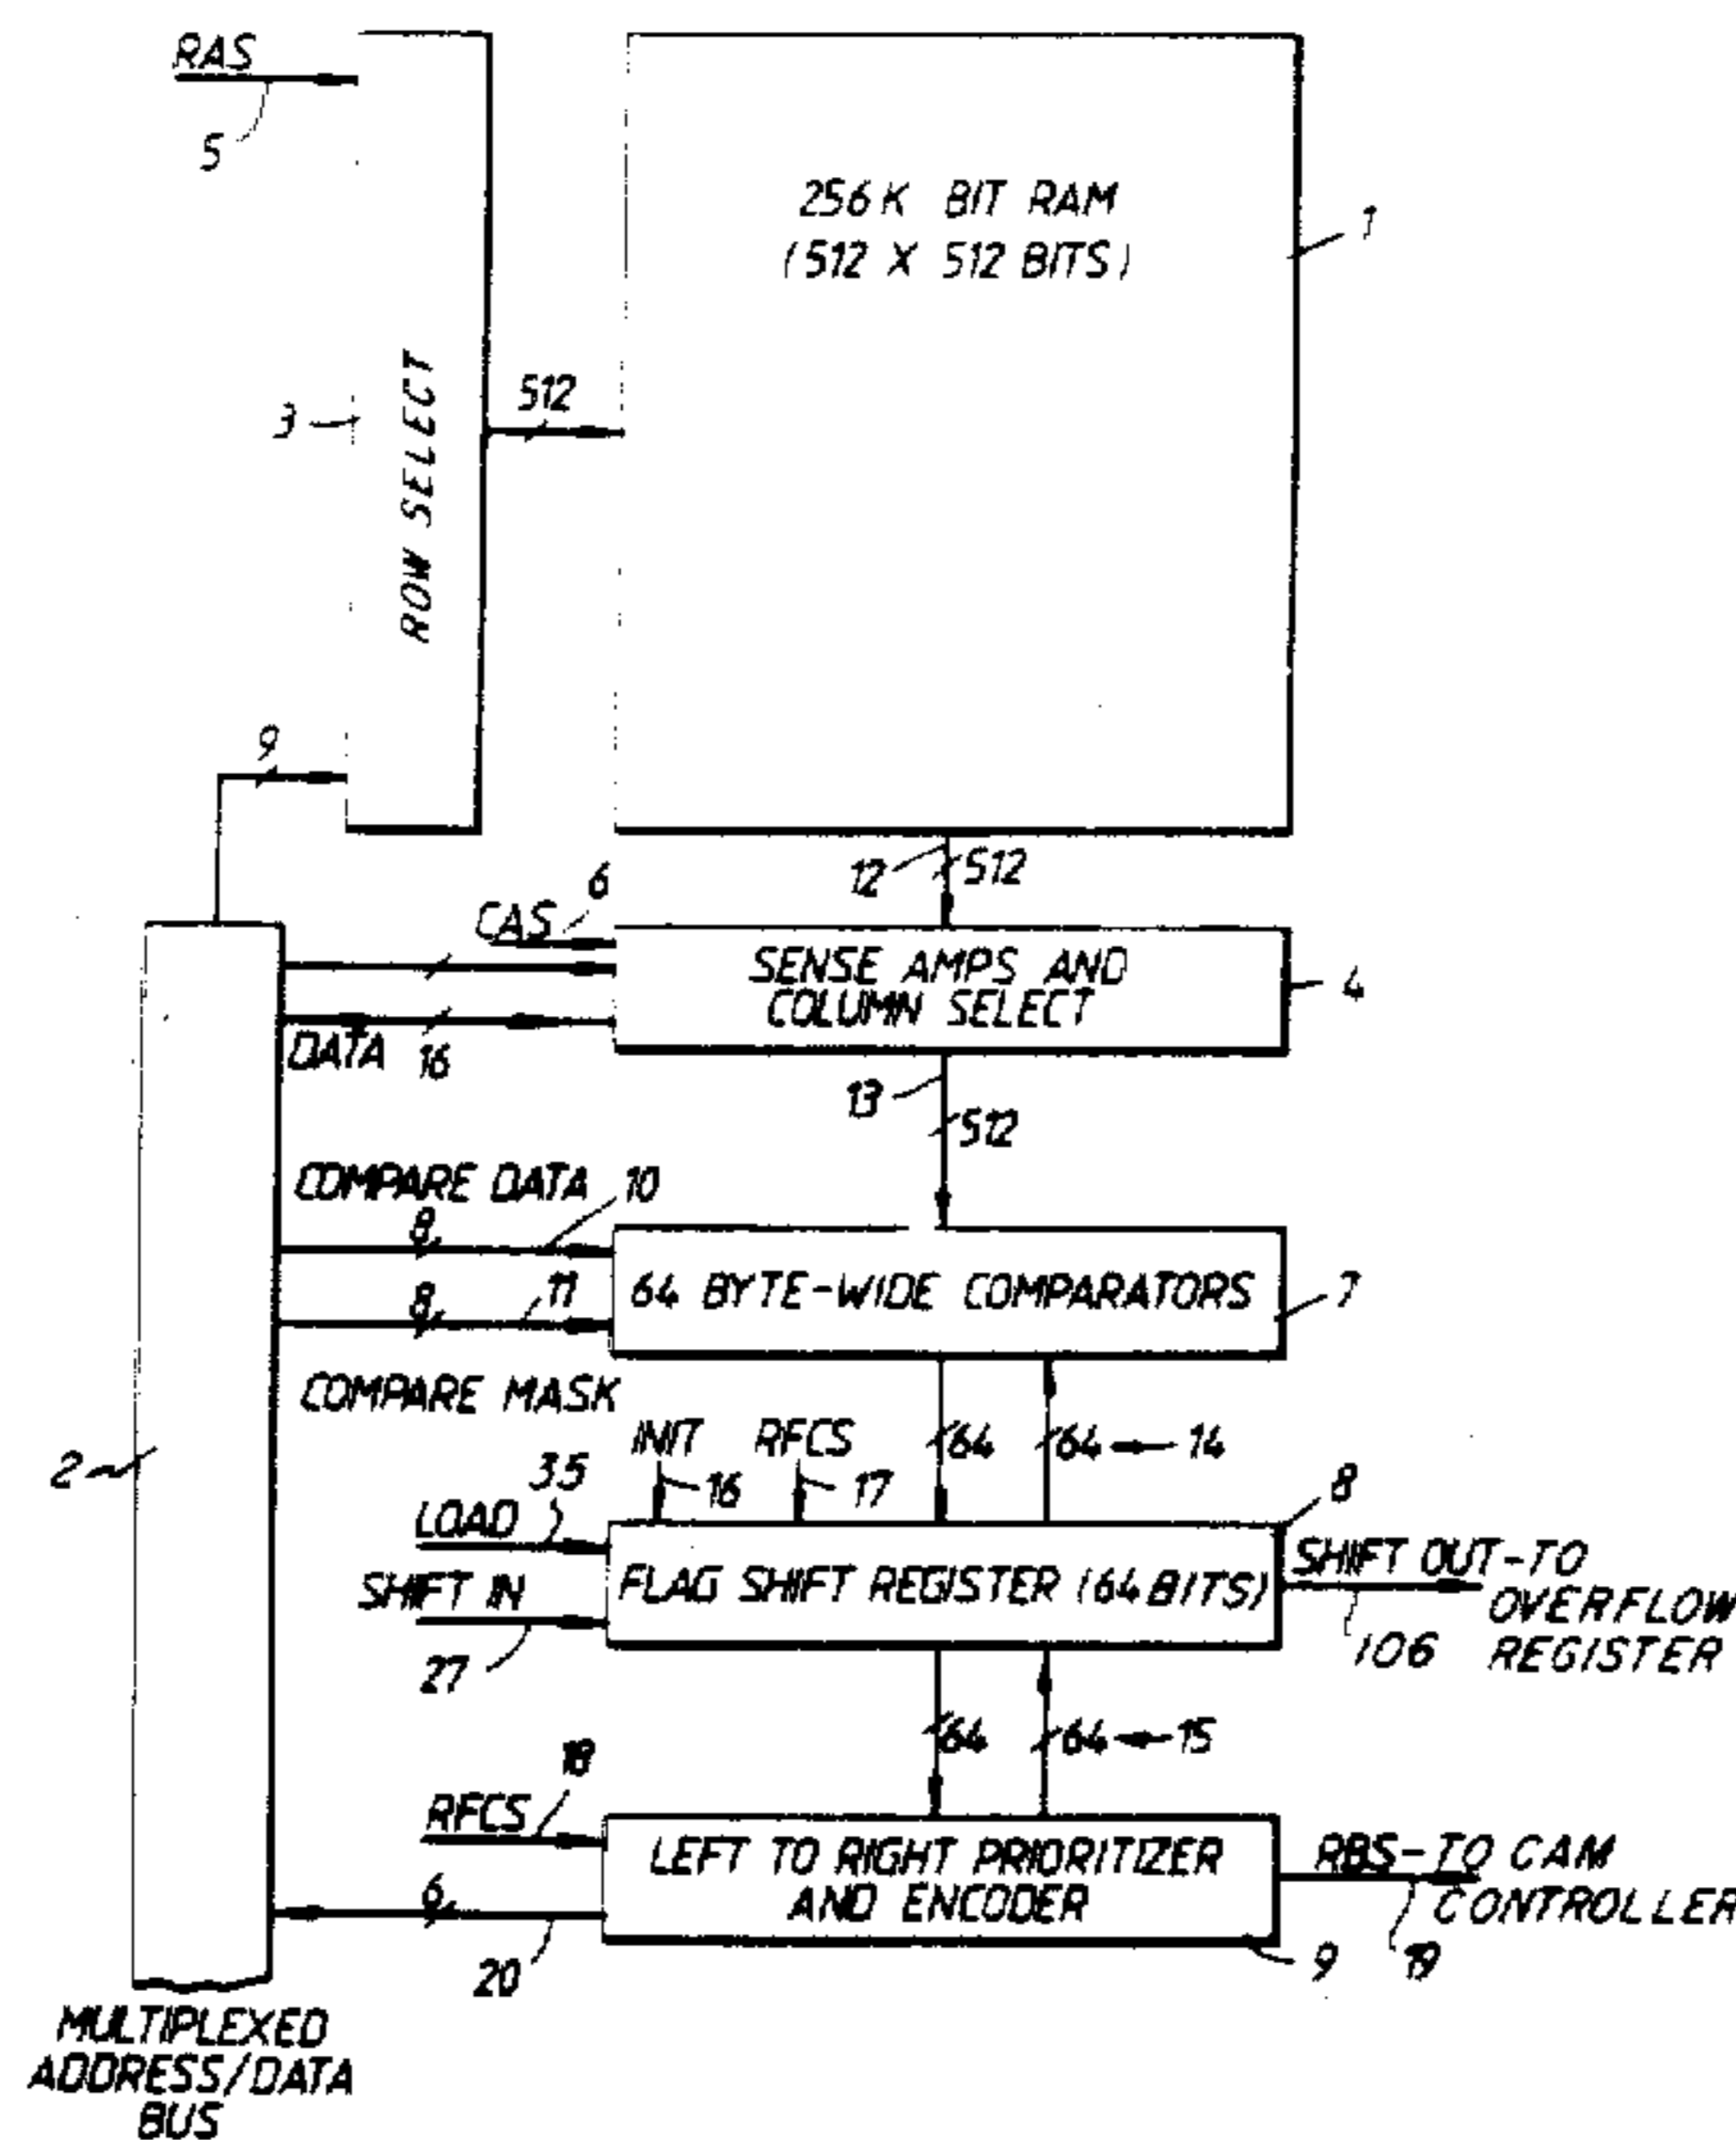 RAS
5
256K BIT RAM
(512 X 512 BITS)
1
ROW SELECT
3
512
9
12
512
6
CAS
SENSE AMPS AND
COLUMN SELECT
4
DATA
16
13
512
COMPARE DATA
10
8
11
8
64 BYTE-WIDE COMPARATORS
7
COMPARE MASK
2
INIT
RFCS
64
64
14
35
16
17
8
LOAD
SHIFT IN
FLAG SHIFT REGISTER (64 BITS)
SHIFT OUT-TO
OVERFLOW
REGISTER
27
106
64
64
15
18
RFCS
LEFT TO RIGHT PRIORITIZER
AND ENCODER
RBS-TO CAM
CONTROLLER
6
20
9
19
MULTIPLEXED
ADDRESS/DATA
BUS